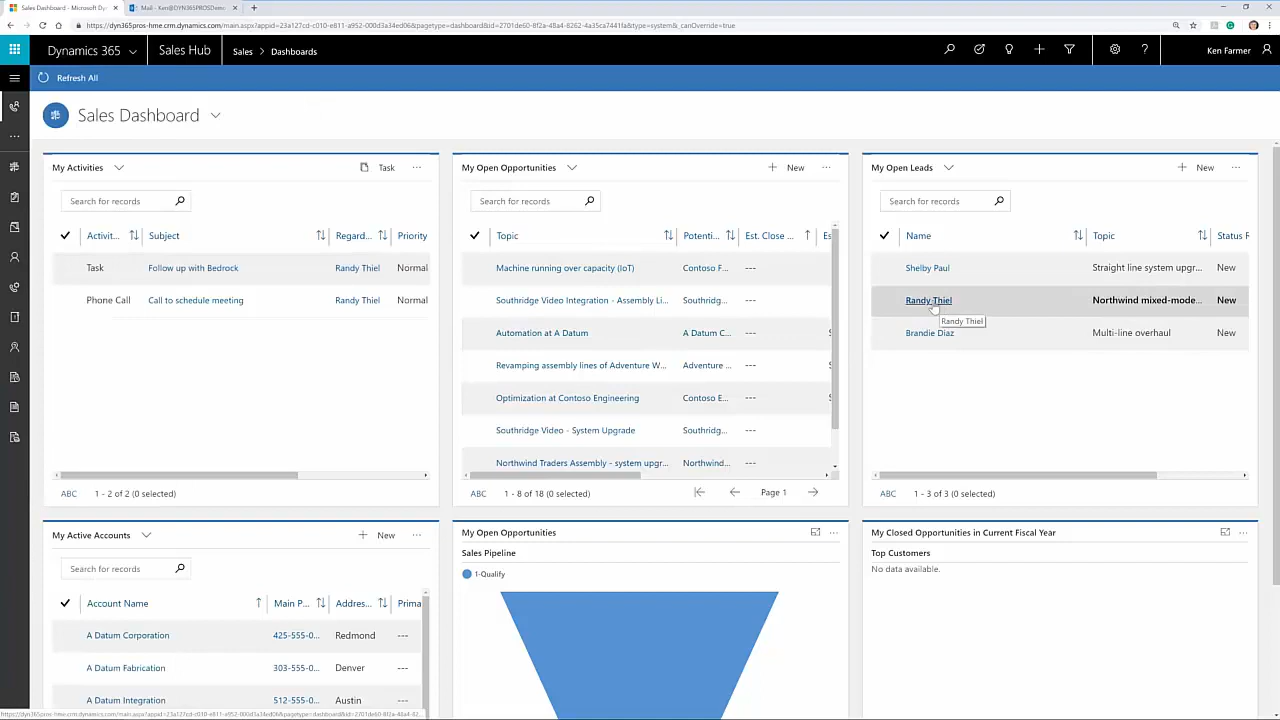 Sales Dashboard - Microsoft Dy
Mail - Ken@DYN365PROSDemo
Dynamics 365
Sales Hub
Sales > Dashboards
Ken Farmer
Refresh All
Sales Dashboard
My Activities
Task
...
Search for records
Activit...
Subject
Regard...
Priority
Task
Follow up with Bedrock
Randy Thiel
Normal
Phone Call
Call to schedule meeting
Randy Thiel
Normal
ABC
1 - 2 of 2 (0 selected)
My Open Opportunities
New
...
Search for records
Topic
Potenti...
Est. Close ...
Es
Machine running over capacity (IoT)
Contoso F...
---
Southridge Video Integration - Assembly Li...
Southridg...
---
Automation at A Datum
A Datum C...
---
Revamping assembly lines of Adventure W...
Adventure ...
---
Optimization at Contoso Engineering
Contoso E...
---
Southridge Video - System Upgrade
Southridg...
---
Northwind Traders Assembly - system upgr...
Northwind...
---
ABC
1 - 8 of 18 (0 selected)
Page 1
My Open Leads
New
...
Search for records
Name
Topic
Status R
Shelby Paul
Straight line system upgr...
New
Randy Thiel
Northwind mixed-mode...
New
Randy Thiel
Brandie Diaz
Multi-line overhaul
New
ABC
1 - 3 of 3 (0 selected)
My Active Accounts
New
...
Search for records
Account Name
Main P...
Addres...
Prima
A Datum Corporation
425-555-0...
Redmond
---
A Datum Fabrication
303-555-0...
Denver
---
A Datum Integration
512-555-0...
Austin
---
My Open Opportunities
...
Sales Pipeline
1-Qualify
My Closed Opportunities in Current Fiscal Year
...
Top Customers
No data available.